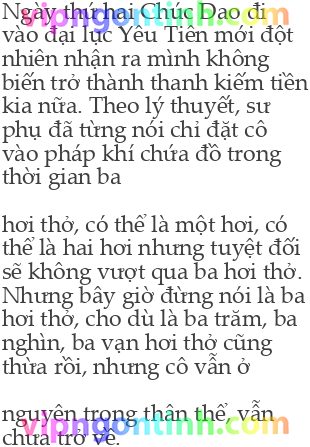 Ngày thứ hai Chúc Dao đi
vào đại lục Yêu Tiên mới đột
nhiên nhận ra mình không
biến trở thành thanh kiếm tiền
kia nữa. Theo lý thuyết, sư
phụ đã từng nói chỉ đặt cô
vào pháp khí chứa đồ trong
thời gian ba
hơi thở, có thể là một hơi, có
thể là hai hơi nhưng tuyệt đối
sẽ không vượt qua ba hơi thở.
Nhưng bây giờ đừng nói là ba
hơi thở, cho dù là ba trăm, ba
nghìn, ba vạn hơi thở cũng
thừa rồi, nhưng cô vẫn ở
nguyên trong thân thể, vẫn
chưa trở về.
vipngontinh.com
vipngontinh.com